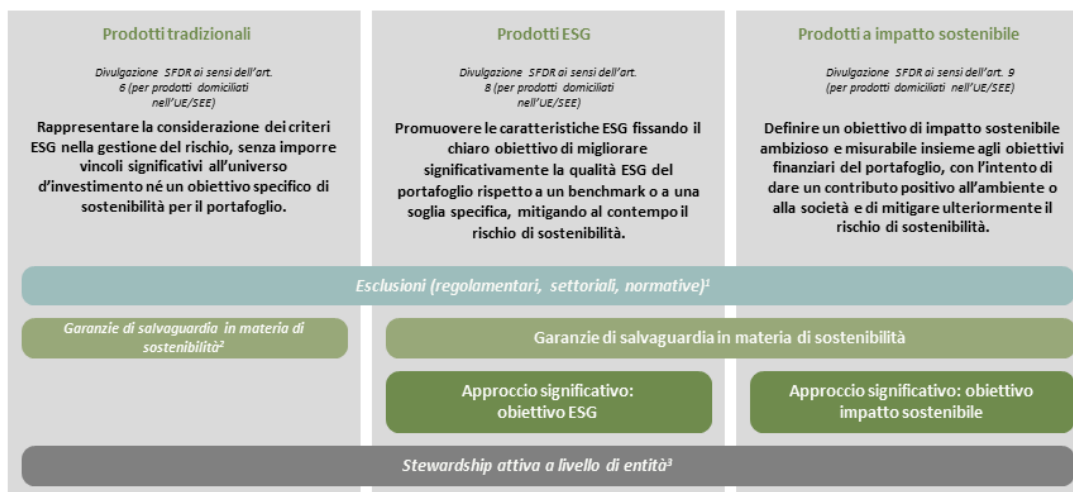 Prodotti tradizionali
Divulgazione SFDR ai sensi dell'art.
6 (per prodotti domiciliati
nell'UE/SEE)
Rappresentare la considerazione dei criteri
ESG nella gestione del rischio, senza imporre
vincoli significativi all'universo
d'investimento né un obiettivo specifico di
sostenibilità per il portafoglio.
Prodotti ESG
Divulgazione SFDR ai sensi dell'art.
8 (per prodotti domiciliati
nell'UE/SEE)
Promuovere le caratteristiche ESG fissando il
chiaro obiettivo di migliorare
significativamente la qualità ESG del
portafoglio rispetto a un benchmark o a una
soglia specifica, mitigando al contempo il
rischio di sostenibilità.
Prodotti a impatto sostenibile
Divulgazione SFDR ai sensi dell'art. 9
(per prodotti domiciliati nell'UE/SEE)
Definire un obiettivo di impatto sostenibile
ambizioso e misurabile insieme agli obiettivi
finanziari del portafoglio, con l'intento di
dare un contributo positivo all'ambiente o
alla società e di mitigare ulteriormente il
rischio di sostenibilità.
Esclusioni (regolamentari, settoriali, normative)¹
Garanzie di salvaguardia in materia di
sostenibilità²
Garanzie di salvaguardia in materia di sostenibilità
Approccio significativo:
obiettivo ESG
Approccio significativo: obiettivo
impatto sostenibile
Stewardship attiva a livello di entità³